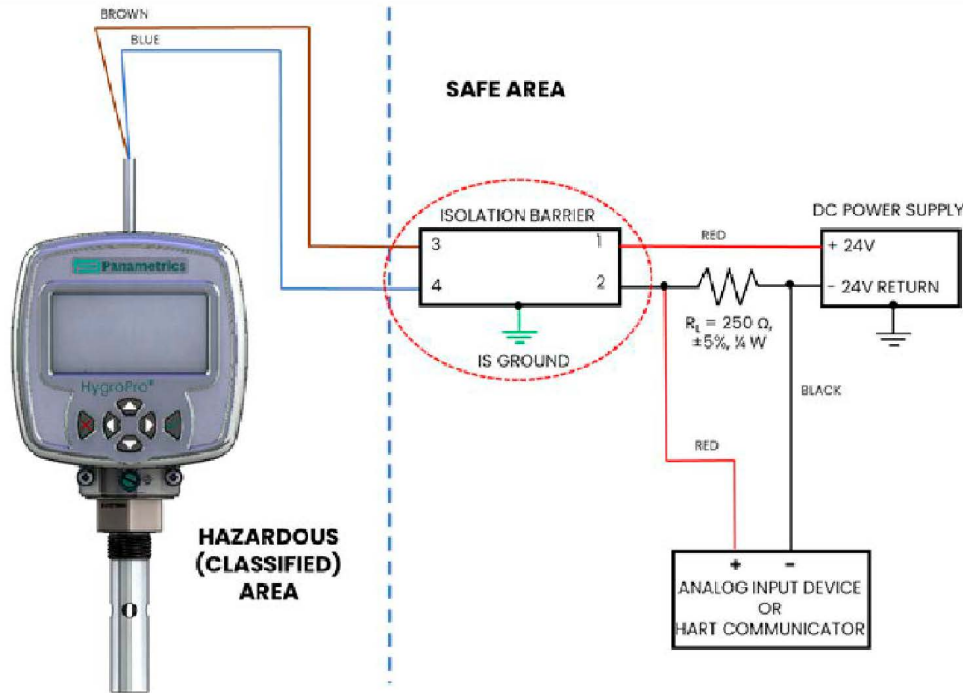 BROWN
BLUE
SAFE AREA
ISOLATION BARRIER
3
1
4
2
IS GROUND
RED
DC POWER SUPPLY
+ 24V
- 24V RETURN
R_L = 250 Ω,
±5%, ¼ W
BLACK
RED
Panametrics
HygroPro®
HAZARDOUS
(CLASSIFIED)
AREA
+ -
ANALOG INPUT DEVICE
OR
HART COMMUNICATOR